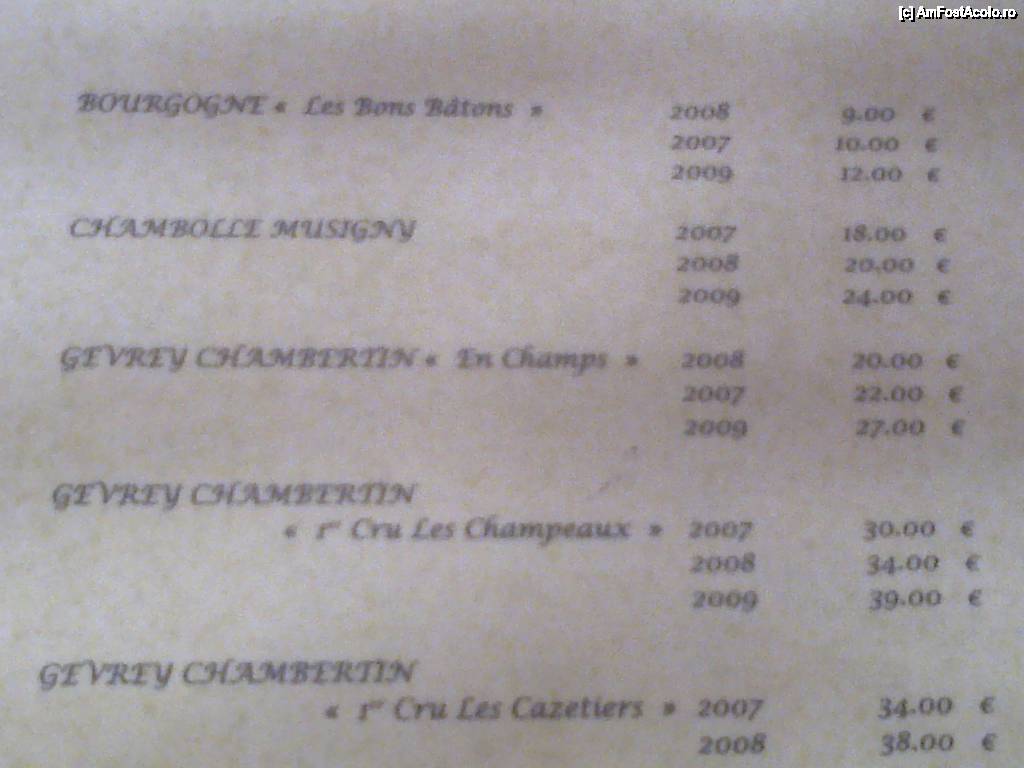 [c] AmFostAcolo.ro
BOURGOGNE « Les Bons Bâtons » 2008 9.00 €
2007 10.00 €
2009 12.00 €
CHAMBOLLE MUSIGNY 2007 18.00 €
2008 20.00 €
2009 24.00 €
GEVREY CHAMBERTIN « En Champs » 2008 20.00 €
2007 22.00 €
2009 27.00 €
GEVREY CHAMBERTIN
« 1er Cru Les Champeaux » 2007 30.00 €
2008 34.00 €
2009 39.00 €
GEVREY CHAMBERTIN
« 1er Cru Les Cazetiers » 2007 34.00 €
2008 38.00 €